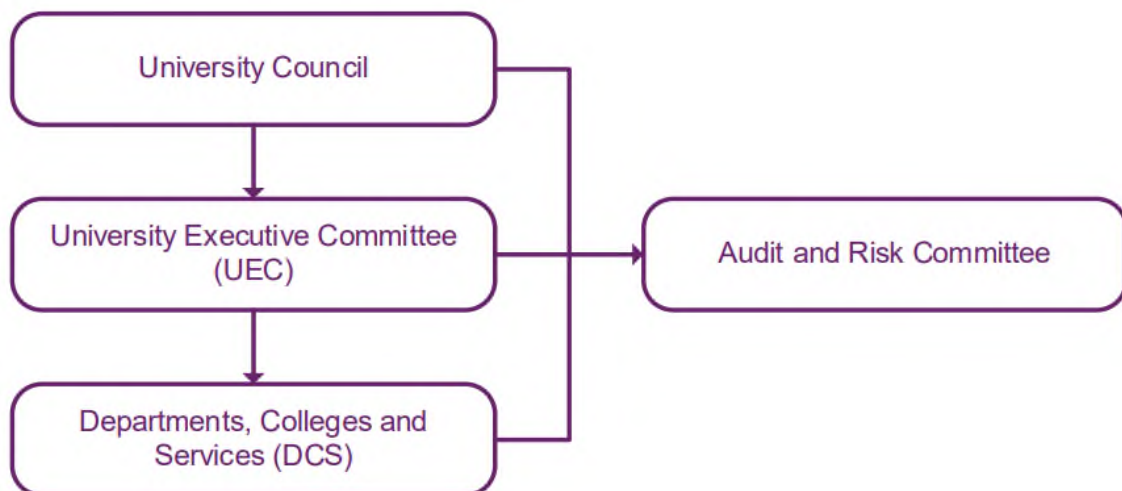 University Council
University Executive Committee
(UEC)
Audit and Risk Committee
Departments, Colleges and
Services (DCS)